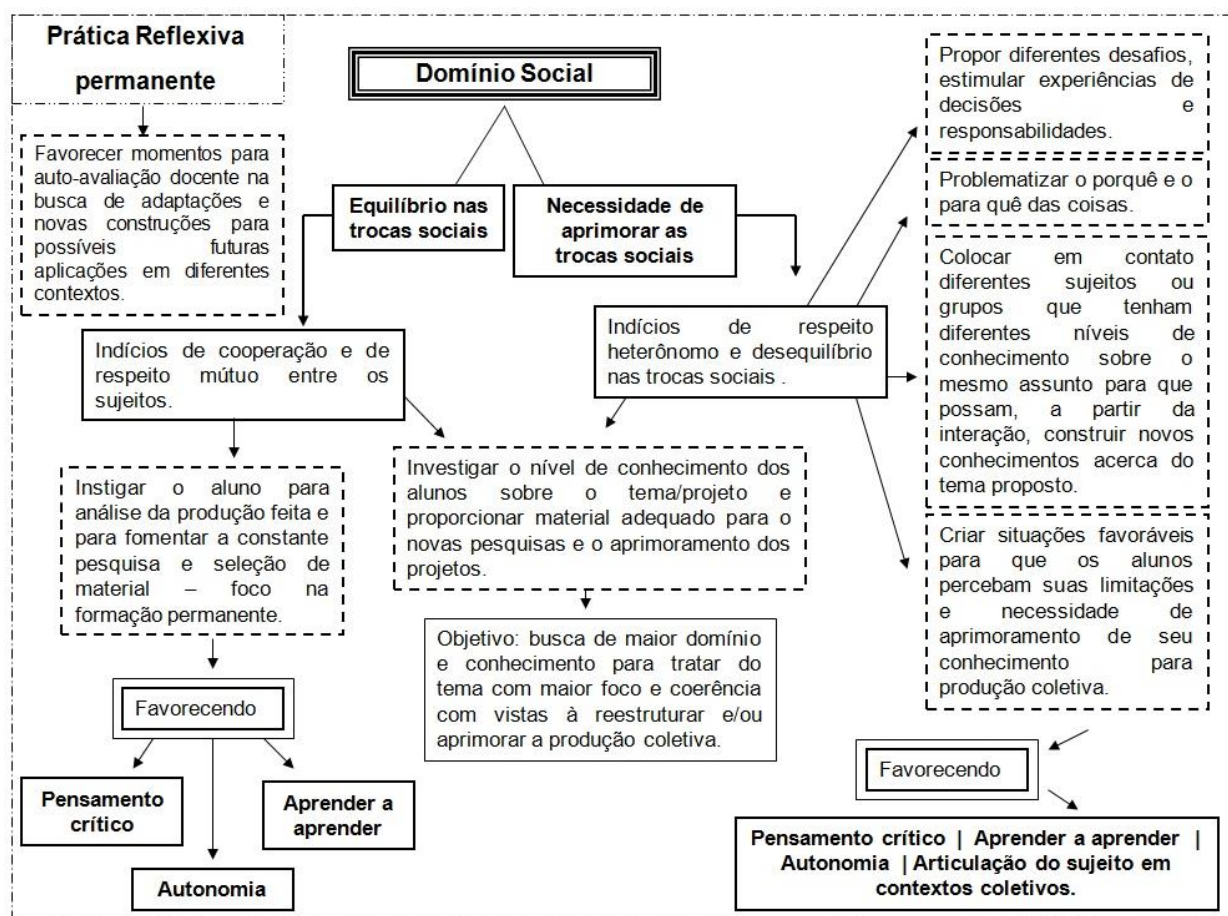 Prática Reflexiva
permanente
Favorecer momentos para
auto-avaliação docente na
busca de adaptações e
novas construções para
possíveis futuras
aplicações em diferentes
contextos.
Domínio Social
Equilíbrio nas
trocas sociais
Necessidade de
aprimorar as
trocas sociais
Indícios de cooperação e de
respeito mútuo entre os
sujeitos.
Indícios de respeito
heterônomo e desequilíbrio
nas trocas sociais .
Instigar o aluno para
análise da produção feita e
para fomentar a constante
pesquisa e seleção de
material – foco na
formação permanente.
Investigar o nível de conhecimento dos
alunos sobre o tema/projeto e
proporcionar material adequado para o
novas pesquisas e o aprimoramento dos
projetos.
Objetivo: busca de maior domínio
e conhecimento para tratar do
tema com maior foco e coerência
com vistas à reestruturar e/ou
aprimorar a produção coletiva.
Favorecendo
Pensamento
crítico
Autonomia
Aprender a
aprender
Propor diferentes desafios,
estimular experiências de
decisões e
responsabilidades.
Problematizar o porquê e o
para quê das coisas.
Colocar em contato
diferentes sujeitos ou
grupos que tenham
diferentes níveis de
conhecimento sobre o
mesmo assunto para que
possam, a partir da
interação, construir novos
conhecimentos acerca do
tema proposto.
Criar situações favoráveis
para que os alunos
percebam suas limitações
e necessidade de
aprimoramento de seu
conhecimento para
produção coletiva.
Favorecendo
Pensamento crítico | Aprender a aprender |
Autonomia | Articulação do sujeito em
contextos coletivos.